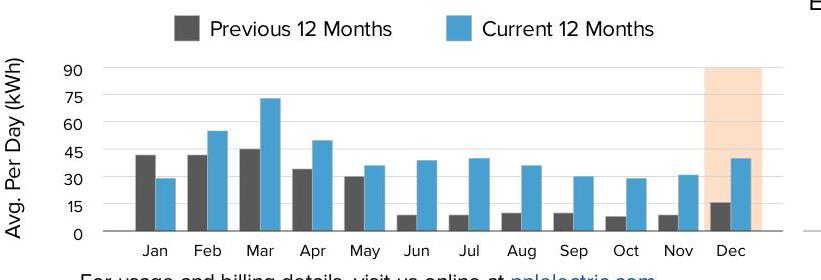 E
Previous 12 Months Current 12 Months
Avg. Per Day (kWh)
90
75
60
45
30
15
0
Jan Feb Mar Apr May Jun Jul Aug Sep Oct Nov Dec
For usage and billing details, visit us online at pplelectric.com